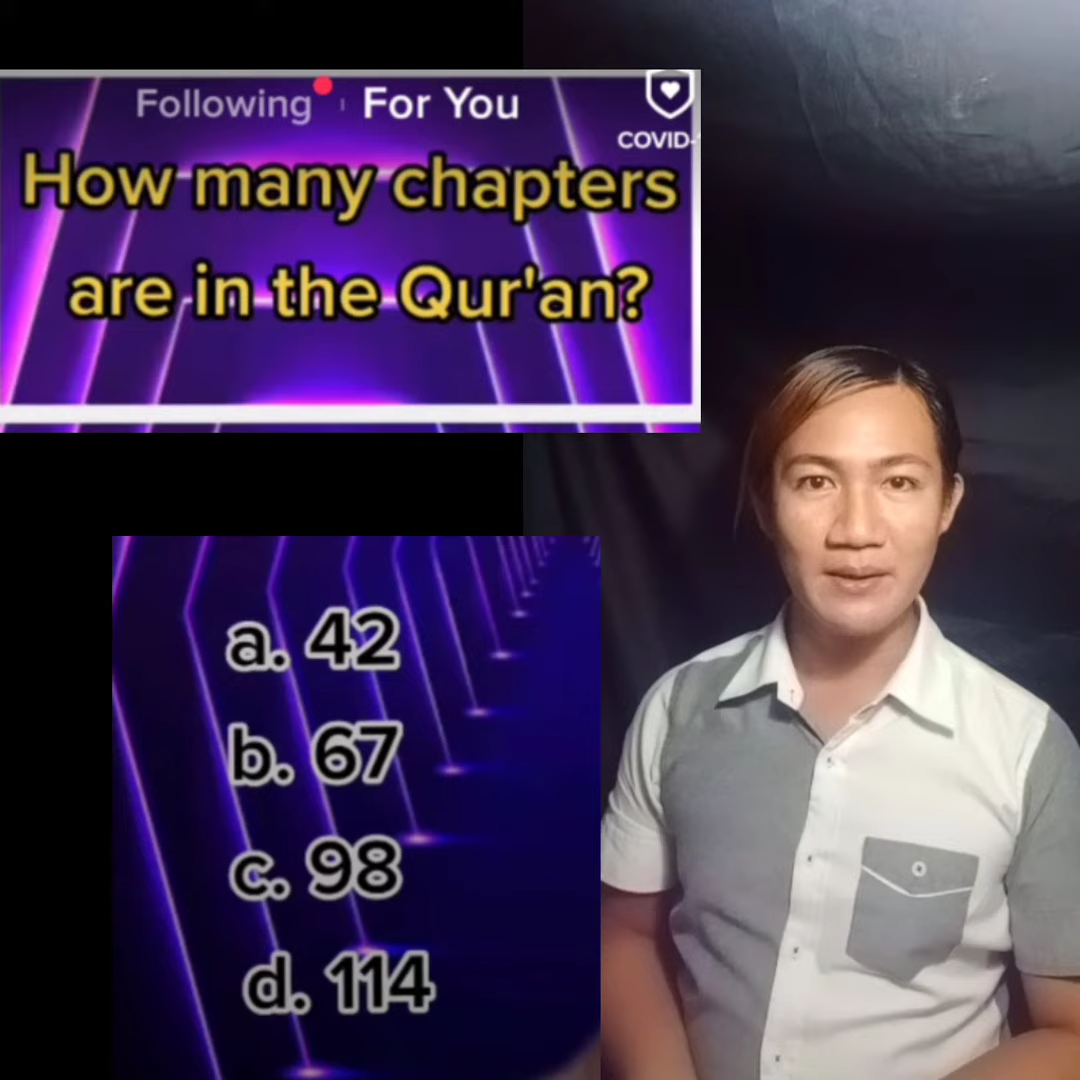 Following For You
COVID-
How many chapters
are in the Qur'an?
a. 42
b. 67
c. 98
d. 114